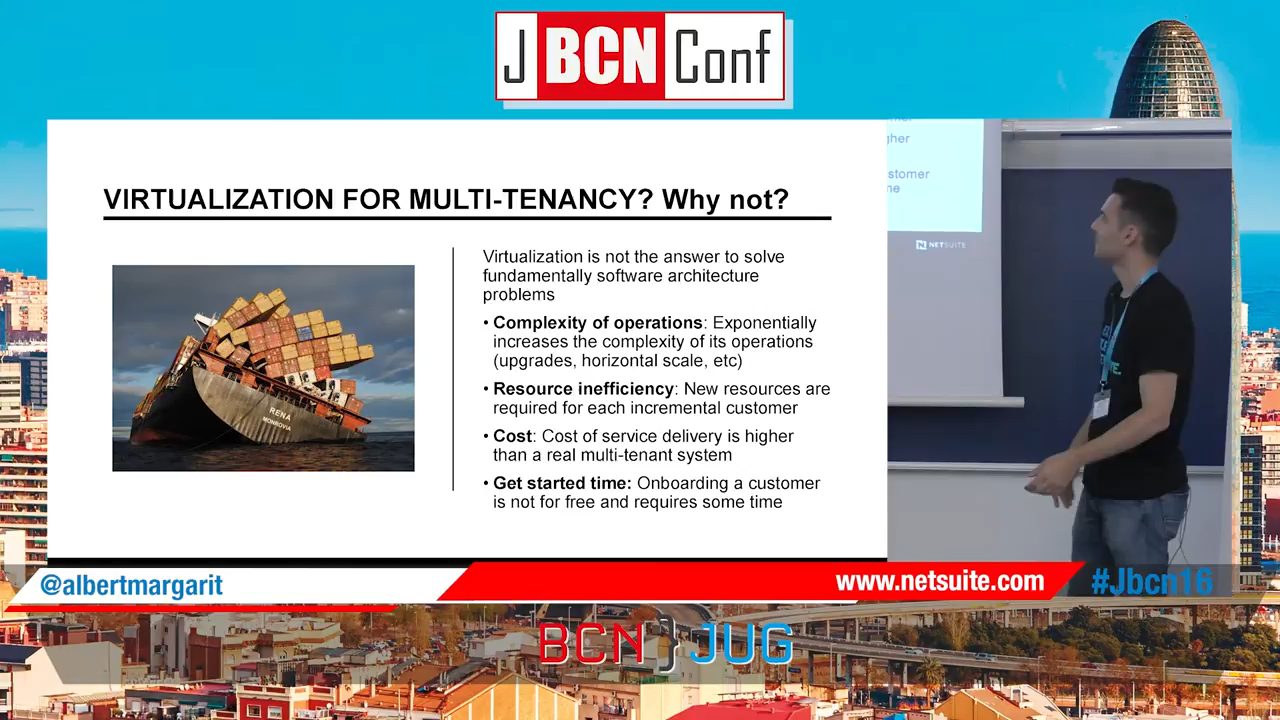 J BCN Conf
VIRTUALIZATION FOR MULTI-TENANCY? Why not?
Virtualization is not the answer to solve
fundamentally software architecture
problems
• Complexity of operations: Exponentially
increases the complexity of its operations
(upgrades, horizontal scale, etc)
• Resource inefficiency: New resources are
required for each incremental customer
• Cost: Cost of service delivery is higher
than a real multi-tenant system
• Get started time: Onboarding a customer
is not for free and requires some time
RENA
MONROVIA
NETSUITE
@albertmargarit
www.netsuite.com
#Jbcn16
BCN JUG